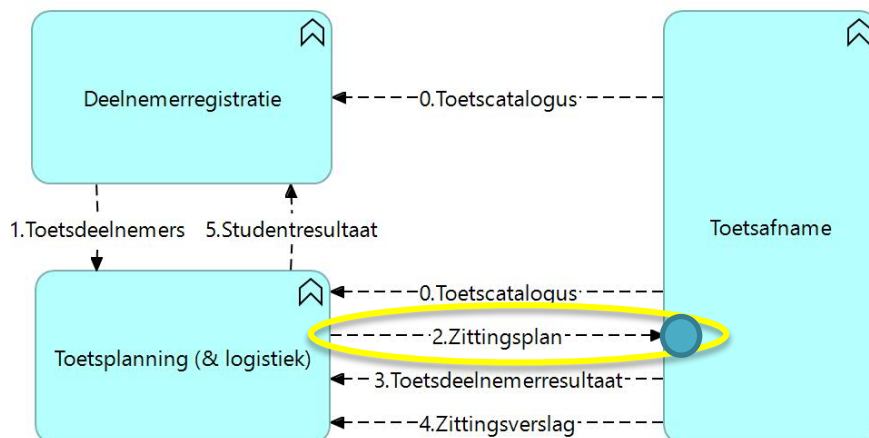 Deelnemerregistratie
0.Toetscatalogus
1.Toetsdeelnemers
5.Studentresultaat
Toetsafname
0.Toetscatalogus
2.Zittingsplan
Toetsplanning (& logistiek)
3.Toetsdeelnemerresultaat
4.Zittingsverslag